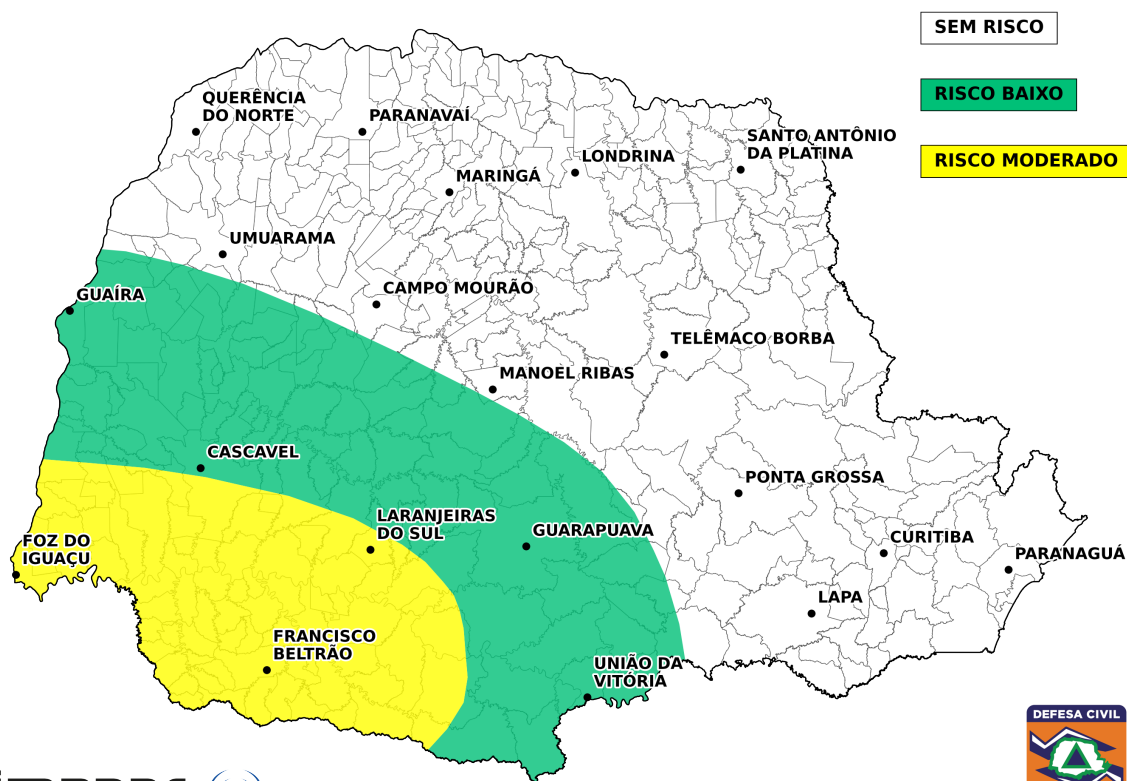 SEM RISCO
RISCO BAIXO
RISCO MODERADO
QUERÊNCIA
DO NORTE
PARANAVAÍ
LONDRINA
SANTO ANTÔNIO
DA PLATINA
MARINGÁ
UMUARAMA
GUAÍRA
CAMPO MOURÃO
TELÊMACO BORBA
MANOEL RIBAS
CASCAVEL
PONTA GROSSA
LARANJEIRAS
DO SUL
GUARAPUAVA
FOZ DO
IGUAÇU
CURITIBA
PARANAGUÁ
LAPA
FRANCISCO
BELTRÃO
UNIÃO DA
VITÓRIA
DEFESA CIVIL